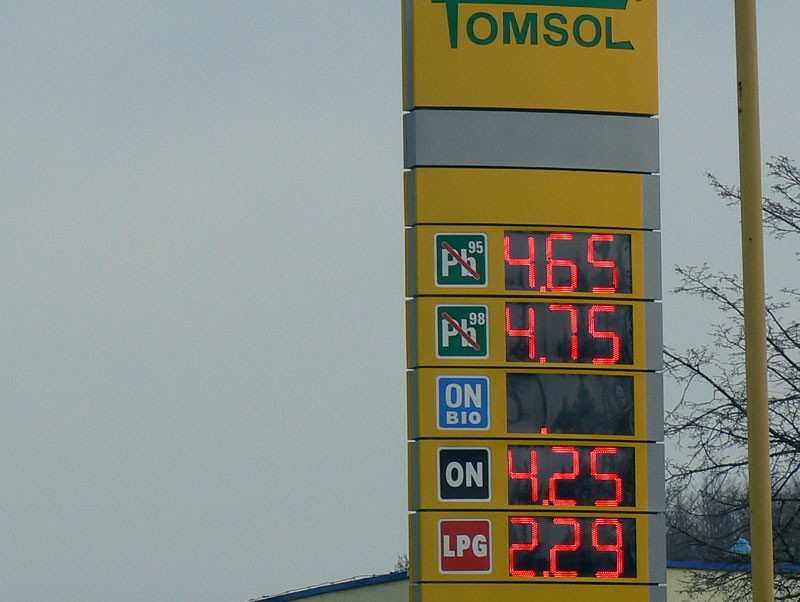 TOMSOL
Pb 95 4.65
Pb 98 4.75
ON
BIO .
ON 4.25
LPG 2.29